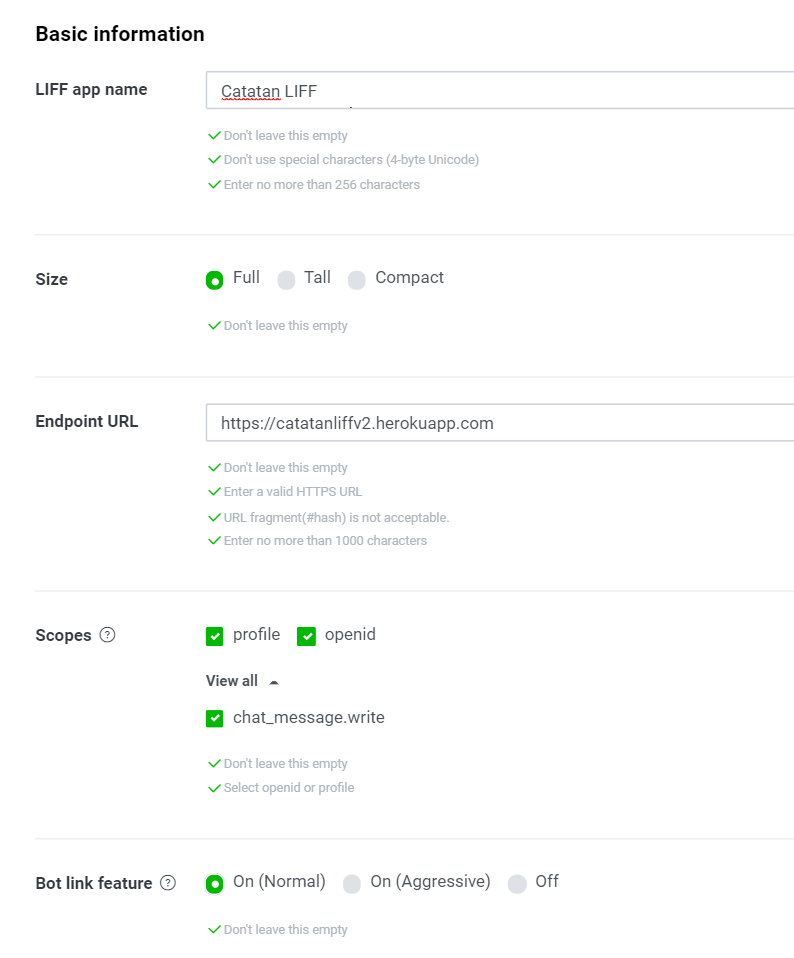 Basic information
LIFF app name
Catatan LIFF
Don't leave this empty
Don't use special characters (4-byte Unicode)
Enter no more than 256 characters
Size
Full Tall Compact
Don't leave this empty
Endpoint URL
https://catatanliffv2.herokuapp.com
Don't leave this empty
Enter a valid HTTPS URL
URL fragment(#hash) is not acceptable.
Enter no more than 1000 characters
Scopes ?
profile openid
View all
chat_message.write
Don't leave this empty
Select openid or profile
Bot link feature ?
On (Normal) On (Aggressive) Off
Don't leave this empty